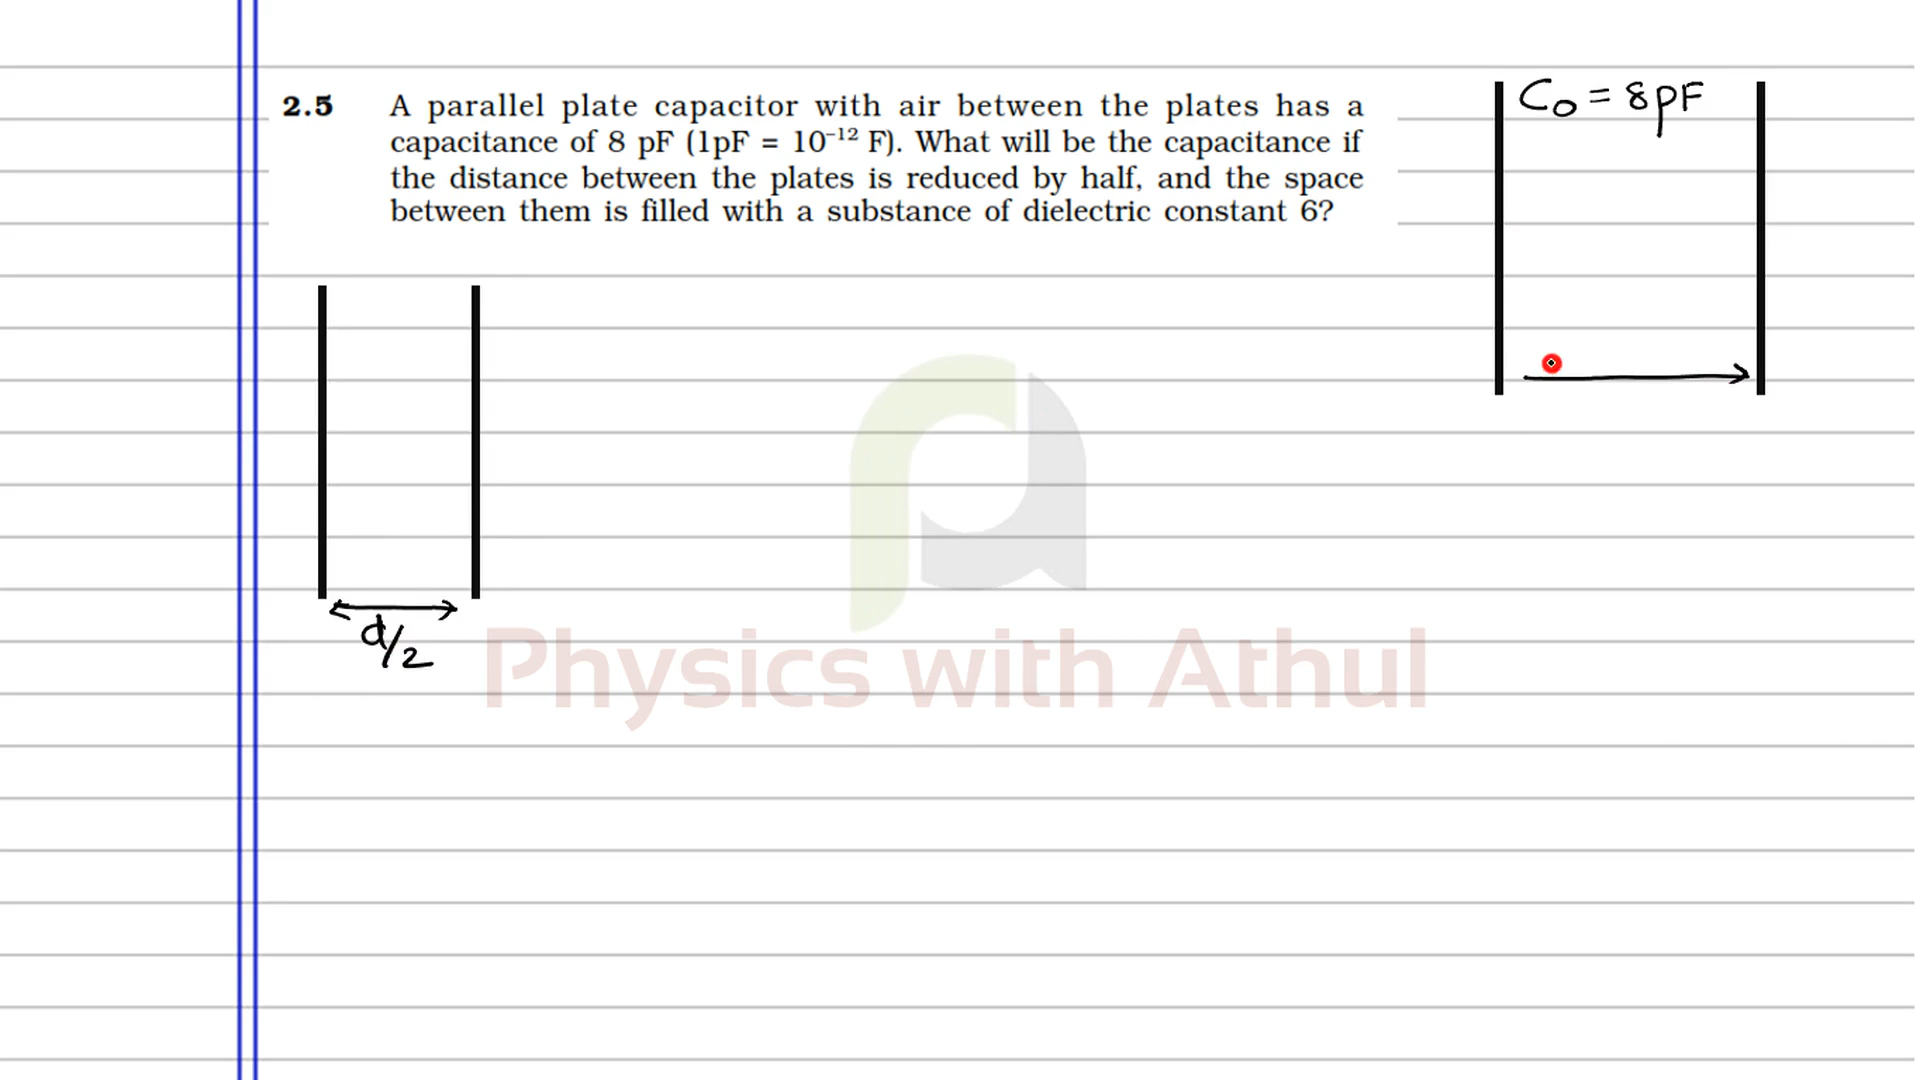 2.5 A parallel plate capacitor with air between the plates has a
capacitance of 8 pF (1pF = 10⁻¹² F). What will be the capacitance if
the distance between the plates is reduced by half, and the space
between them is filled with a substance of dielectric constant 6?
C₀ = 8pF
d/2
Physics with Athul